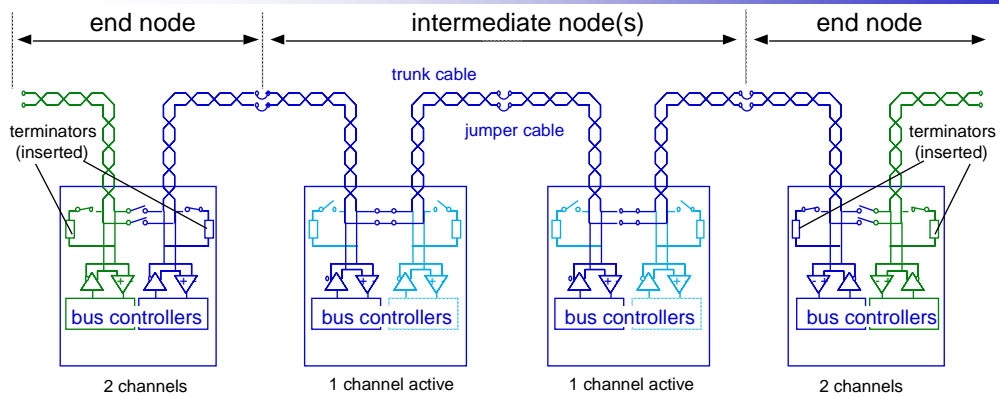 end node
intermediate node(s)
end node
trunk cable
jumper cable
terminators
(inserted)
terminators
(inserted)
bus controllers
bus controllers
bus controllers
bus controllers
2 channels
1 channel active
1 channel active
2 channels